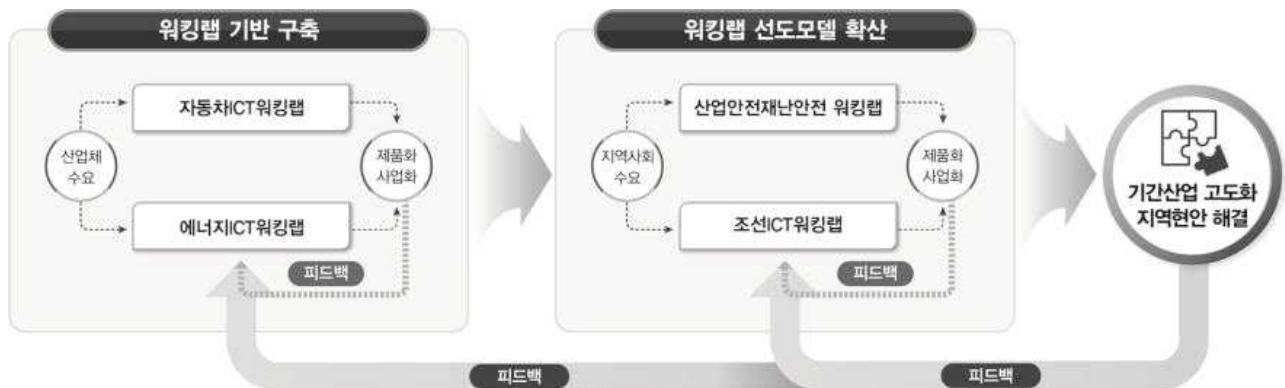 워킹랩 기반 구축
자동차ICT워킹랩
산업체
수요
제품화
사업화
에너지ICT워킹랩
피드백
워킹랩 선도모델 확산
산업안전재난안전 워킹랩
지역사회
수요
제품화
사업화
조선ICT워킹랩
피드백
기간산업 고도화
지역현안 해결
피드백
피드백